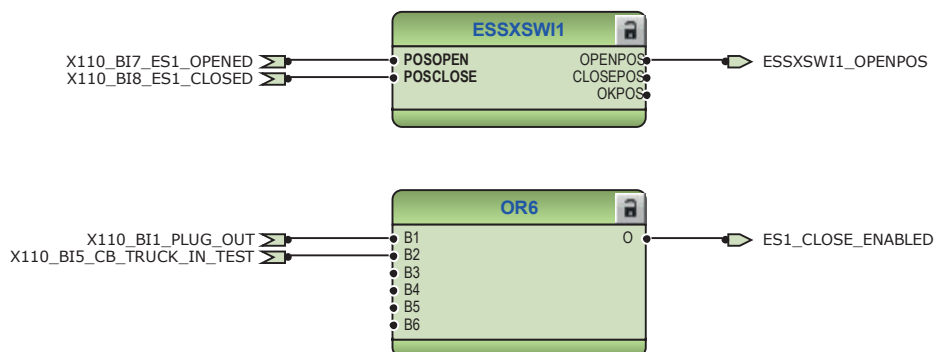 ESSXSWI1
X110_BI7_ES1_OPENED POSOPEN OPENPOS ESSXSWI1_OPENPOS
X110_BI8_ES1_CLOSED POSCLOSE CLOSEPOS
OKPOS
OR6
X110_BI1_PLUG_OUT B1 O ES1_CLOSE_ENABLED
X110_BI5_CB_TRUCK_IN_TEST B2
B3
B4
B5
B6